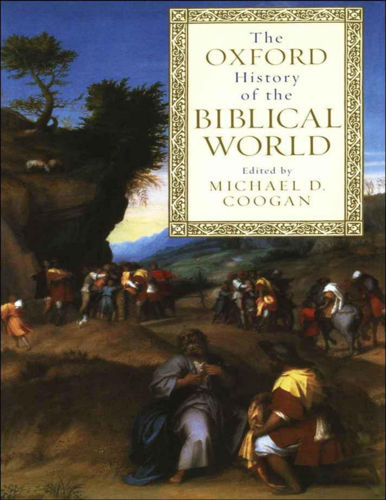 The
OXFORD
History
of the
BIBLICAL
WORLD
Edited by
MICHAEL D.
COOGAN